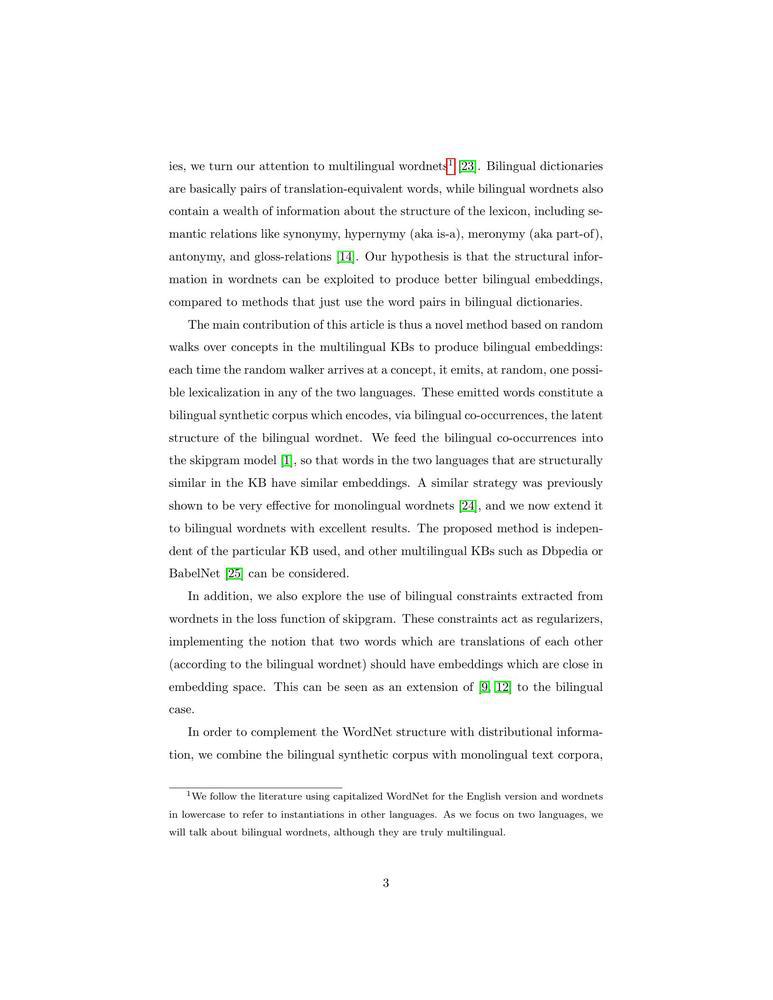 ies, we turn our attention to multilingual wordnets1 [23]. Bilingual dictionaries
are basically pairs of translation-equivalent words, while bilingual wordnets also
contain a wealth of information about the structure of the lexicon, including se-
mantic relations like synonymy, hypernymy (aka is-a), meronymy (aka part-of),
antonymy, and gloss-relations [14]. Our hypothesis is that the structural infor-
mation in wordnets can be exploited to produce better bilingual embeddings,
compared to methods that just use the word pairs in bilingual dictionaries.
The main contribution of this article is thus a novel method based on random
walks over concepts in the multilingual KBs to produce bilingual embeddings:
each time the random walker arrives at a concept, it emits, at random, one possi-
ble lexicalization in any of the two languages. These emitted words constitute a
bilingual synthetic corpus which encodes, via bilingual co-occurrences, the latent
structure of the bilingual wordnet. We feed the bilingual co-occurrences into
the skipgram model [1], so that words in the two languages that are structurally
similar in the KB have similar embeddings. A similar strategy was previously
shown to be very effective for monolingual wordnets [24], and we now extend it
to bilingual wordnets with excellent results. The proposed method is indepen-
dent of the particular KB used, and other multilingual KBs such as Dbpedia or
BabelNet [25] can be considered.
In addition, we also explore the use of bilingual constraints extracted from
wordnets in the loss function of skipgram. These constraints act as regularizers,
implementing the notion that two words which are translations of each other
(according to the bilingual wordnet) should have embeddings which are close in
embedding space. This can be seen as an extension of [9, 12] to the bilingual
case.
In order to complement the WordNet structure with distributional informa-
tion, we combine the bilingual synthetic corpus with monolingual text corpora,
1We follow the literature using capitalized WordNet for the English version and wordnets
in lowercase to refer to instantiations in other languages. As we focus on two languages, we
will talk about bilingual wordnets, although they are truly multilingual.
3